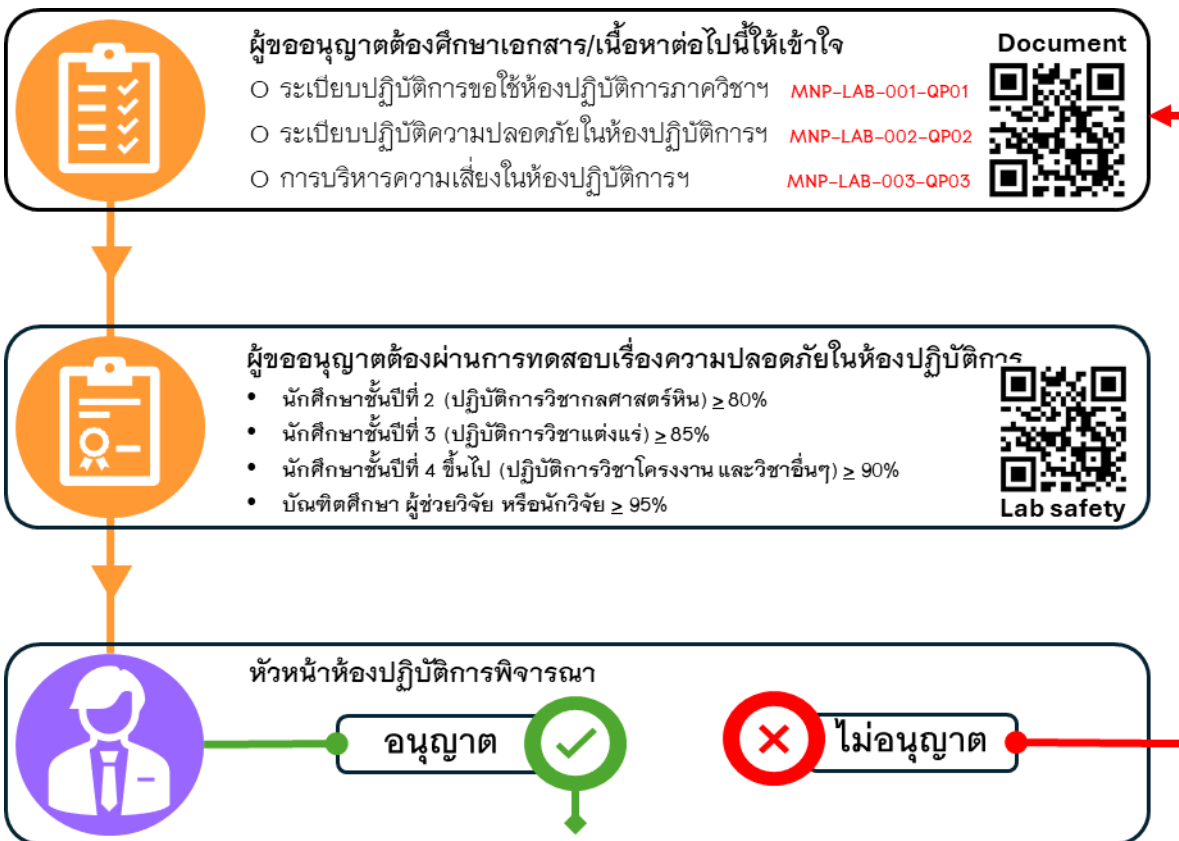 ผู้ขออนุญาตต้องศึกษาเอกสาร/เนื้อหาต่อไปนี้ให้เข้าใจ
Document
○ ระเบียบปฏิบัติการขอใช้ห้องปฏิบัติการภาควิชาฯ MNP-LAB-001-QP01
○ ระเบียบปฏิบัติความปลอดภัยในห้องปฏิบัติการฯ MNP-LAB-002-QP02
○ การบริหารความเสี่ยงในห้องปฏิบัติการฯ MNP-LAB-003-QP03
ผู้ขออนุญาตต้องผ่านการทดสอบเรื่องความปลอดภัยในห้องปฏิบัติการ
• นักศึกษาชั้นปีที่ 2 (ปฏิบัติการวิชากลศาสตร์หิน) ≥ 80%
• นักศึกษาชั้นปีที่ 3 (ปฏิบัติการวิชาแต่งแร่) ≥ 85%
• นักศึกษาชั้นปีที่ 4 ขึ้นไป (ปฏิบัติการวิชาโครงงาน และวิชาอื่นๆ) ≥ 90%
• บัณฑิตศึกษา ผู้ช่วยวิจัย หรือนักวิจัย ≥ 95%
Lab safety
หัวหน้าห้องปฏิบัติการพิจารณา
อนุญาต
ไม่อนุญาต